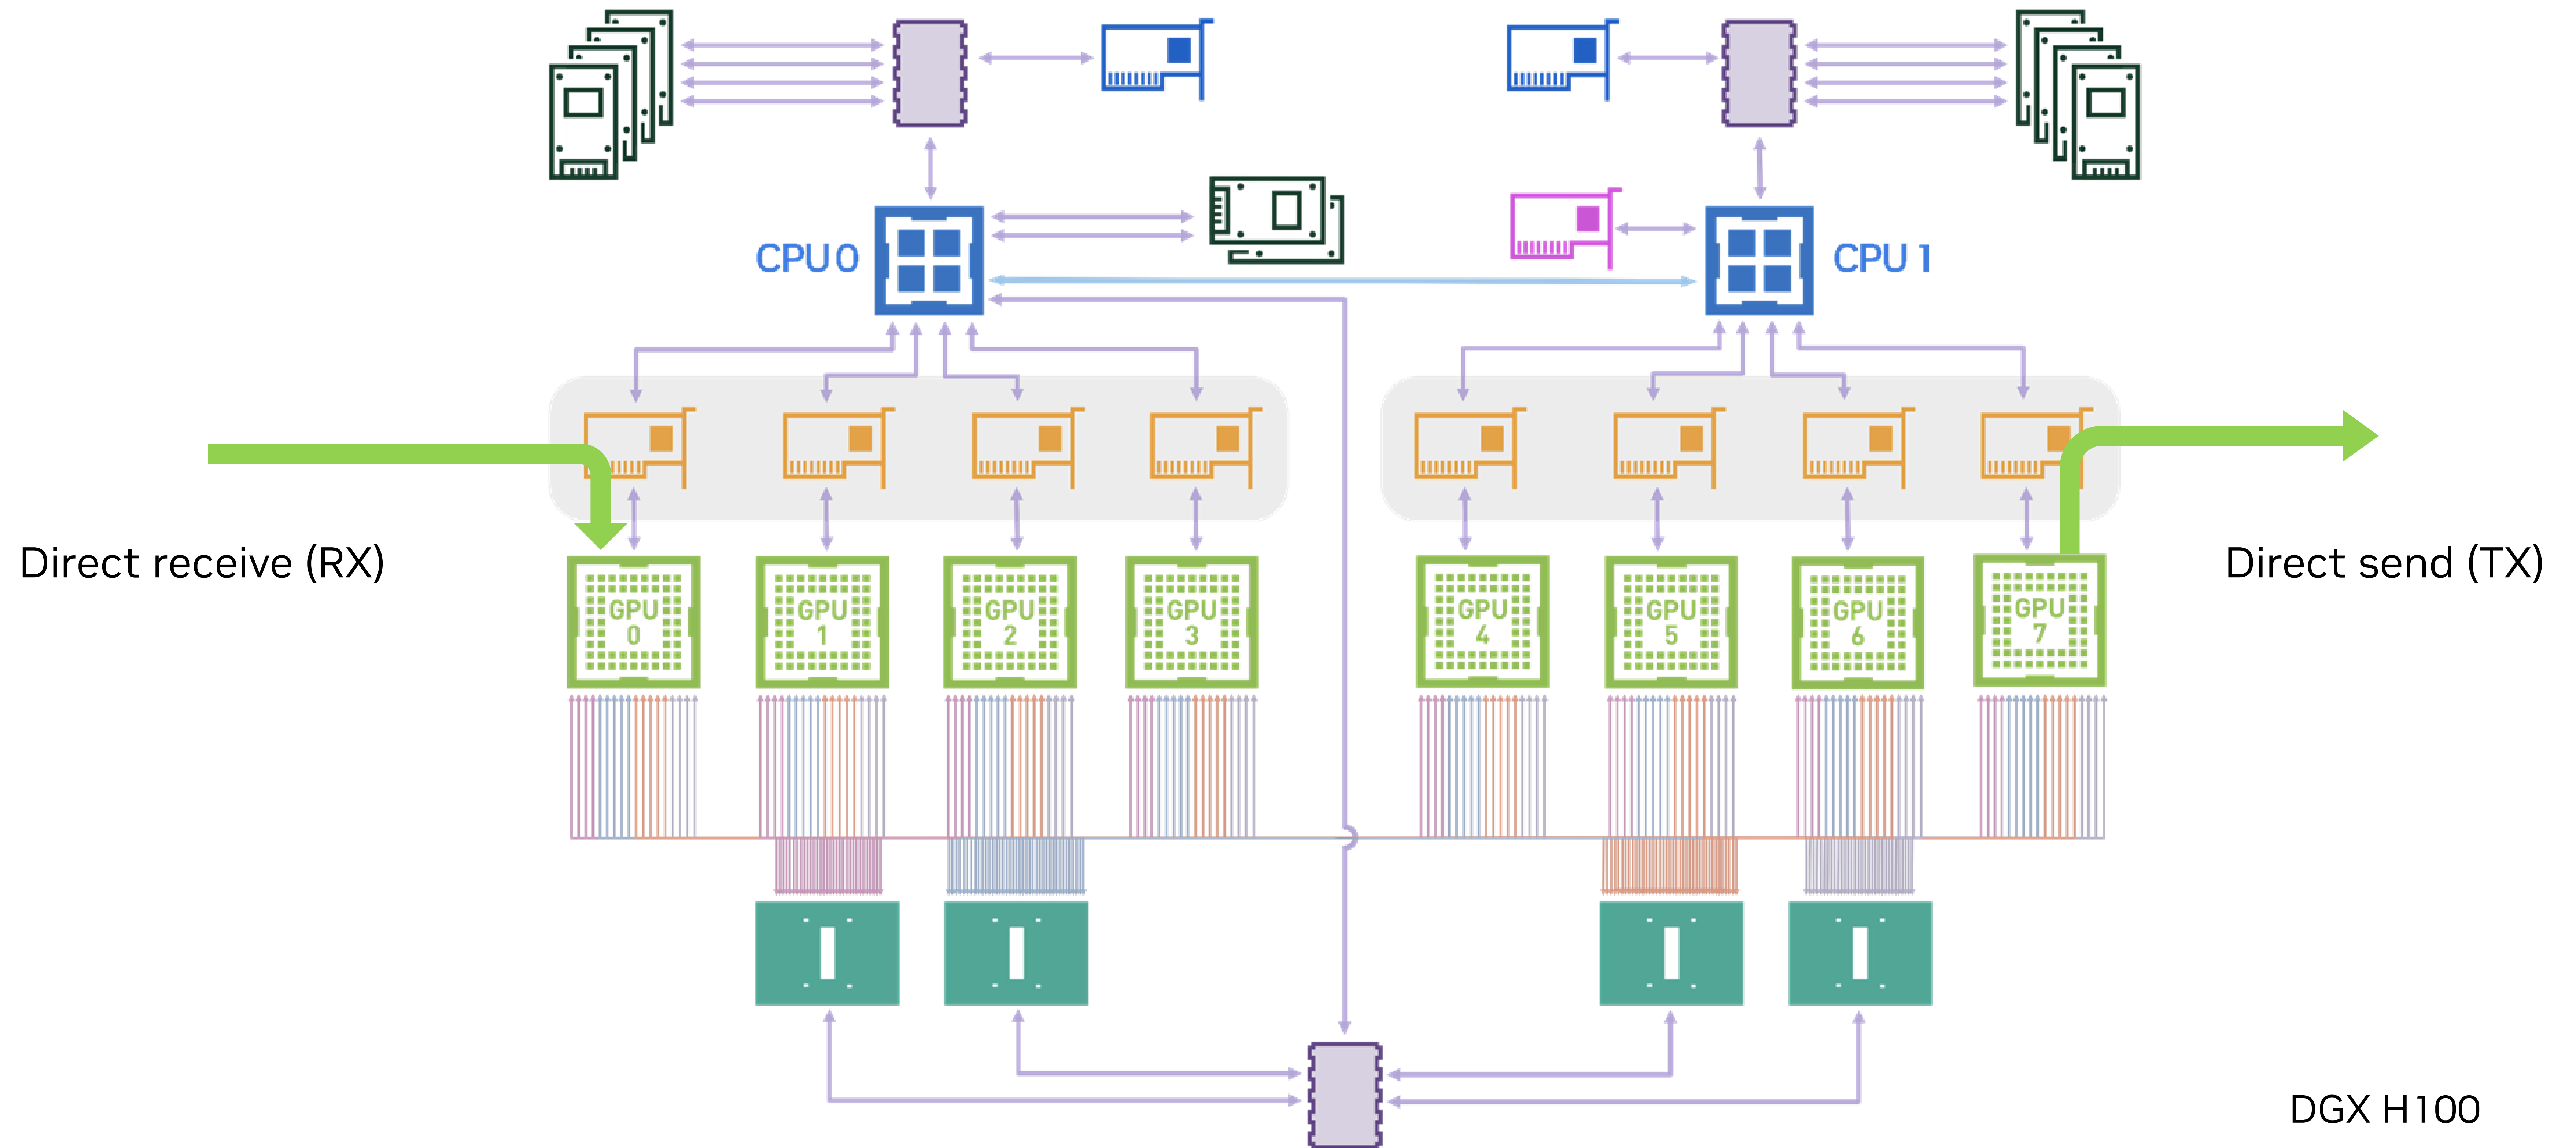 CPU 0
CPU 1
Direct receive (RX)
Direct send (TX)
GPU
0
GPU
1
GPU
2
GPU
3
GPU
4
GPU
5
GPU
6
GPU
7
DGX H100